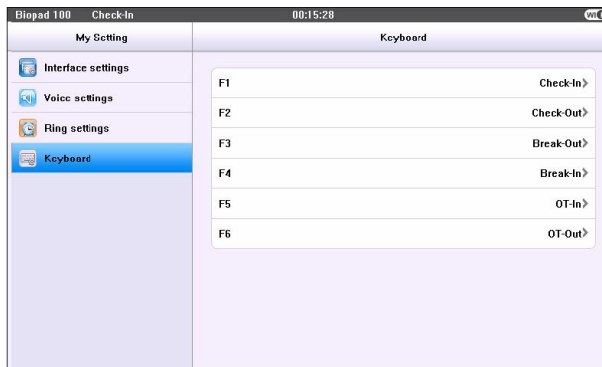 Biopad 100 Check-In 00:15:28
My Setting
Keyboard
Interface settings
Voice settings
Ring settings
Keyboard
F1 Check-In
F2 Check-Out
F3 Break-Out
F4 Break-In
F5 OT-In
F6 OT-Out